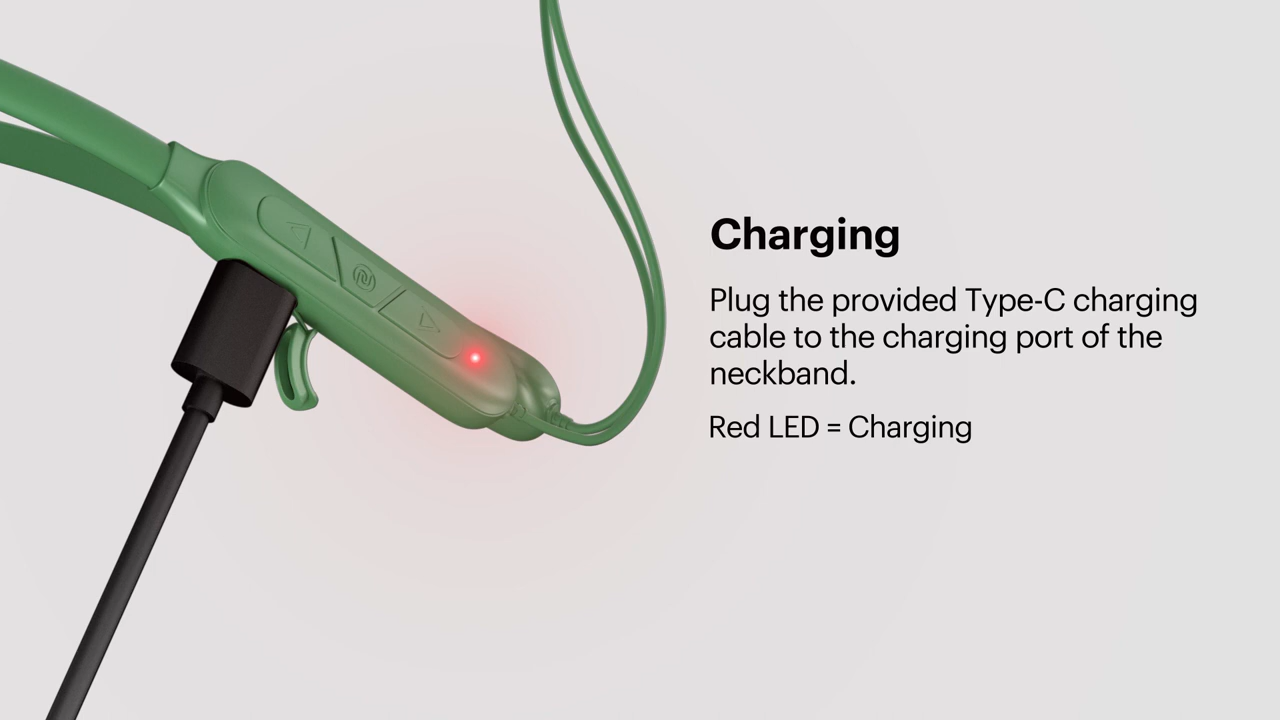 Charging
Plug the provided Type-C charging
cable to the charging port of the
neckband.
Red LED = Charging